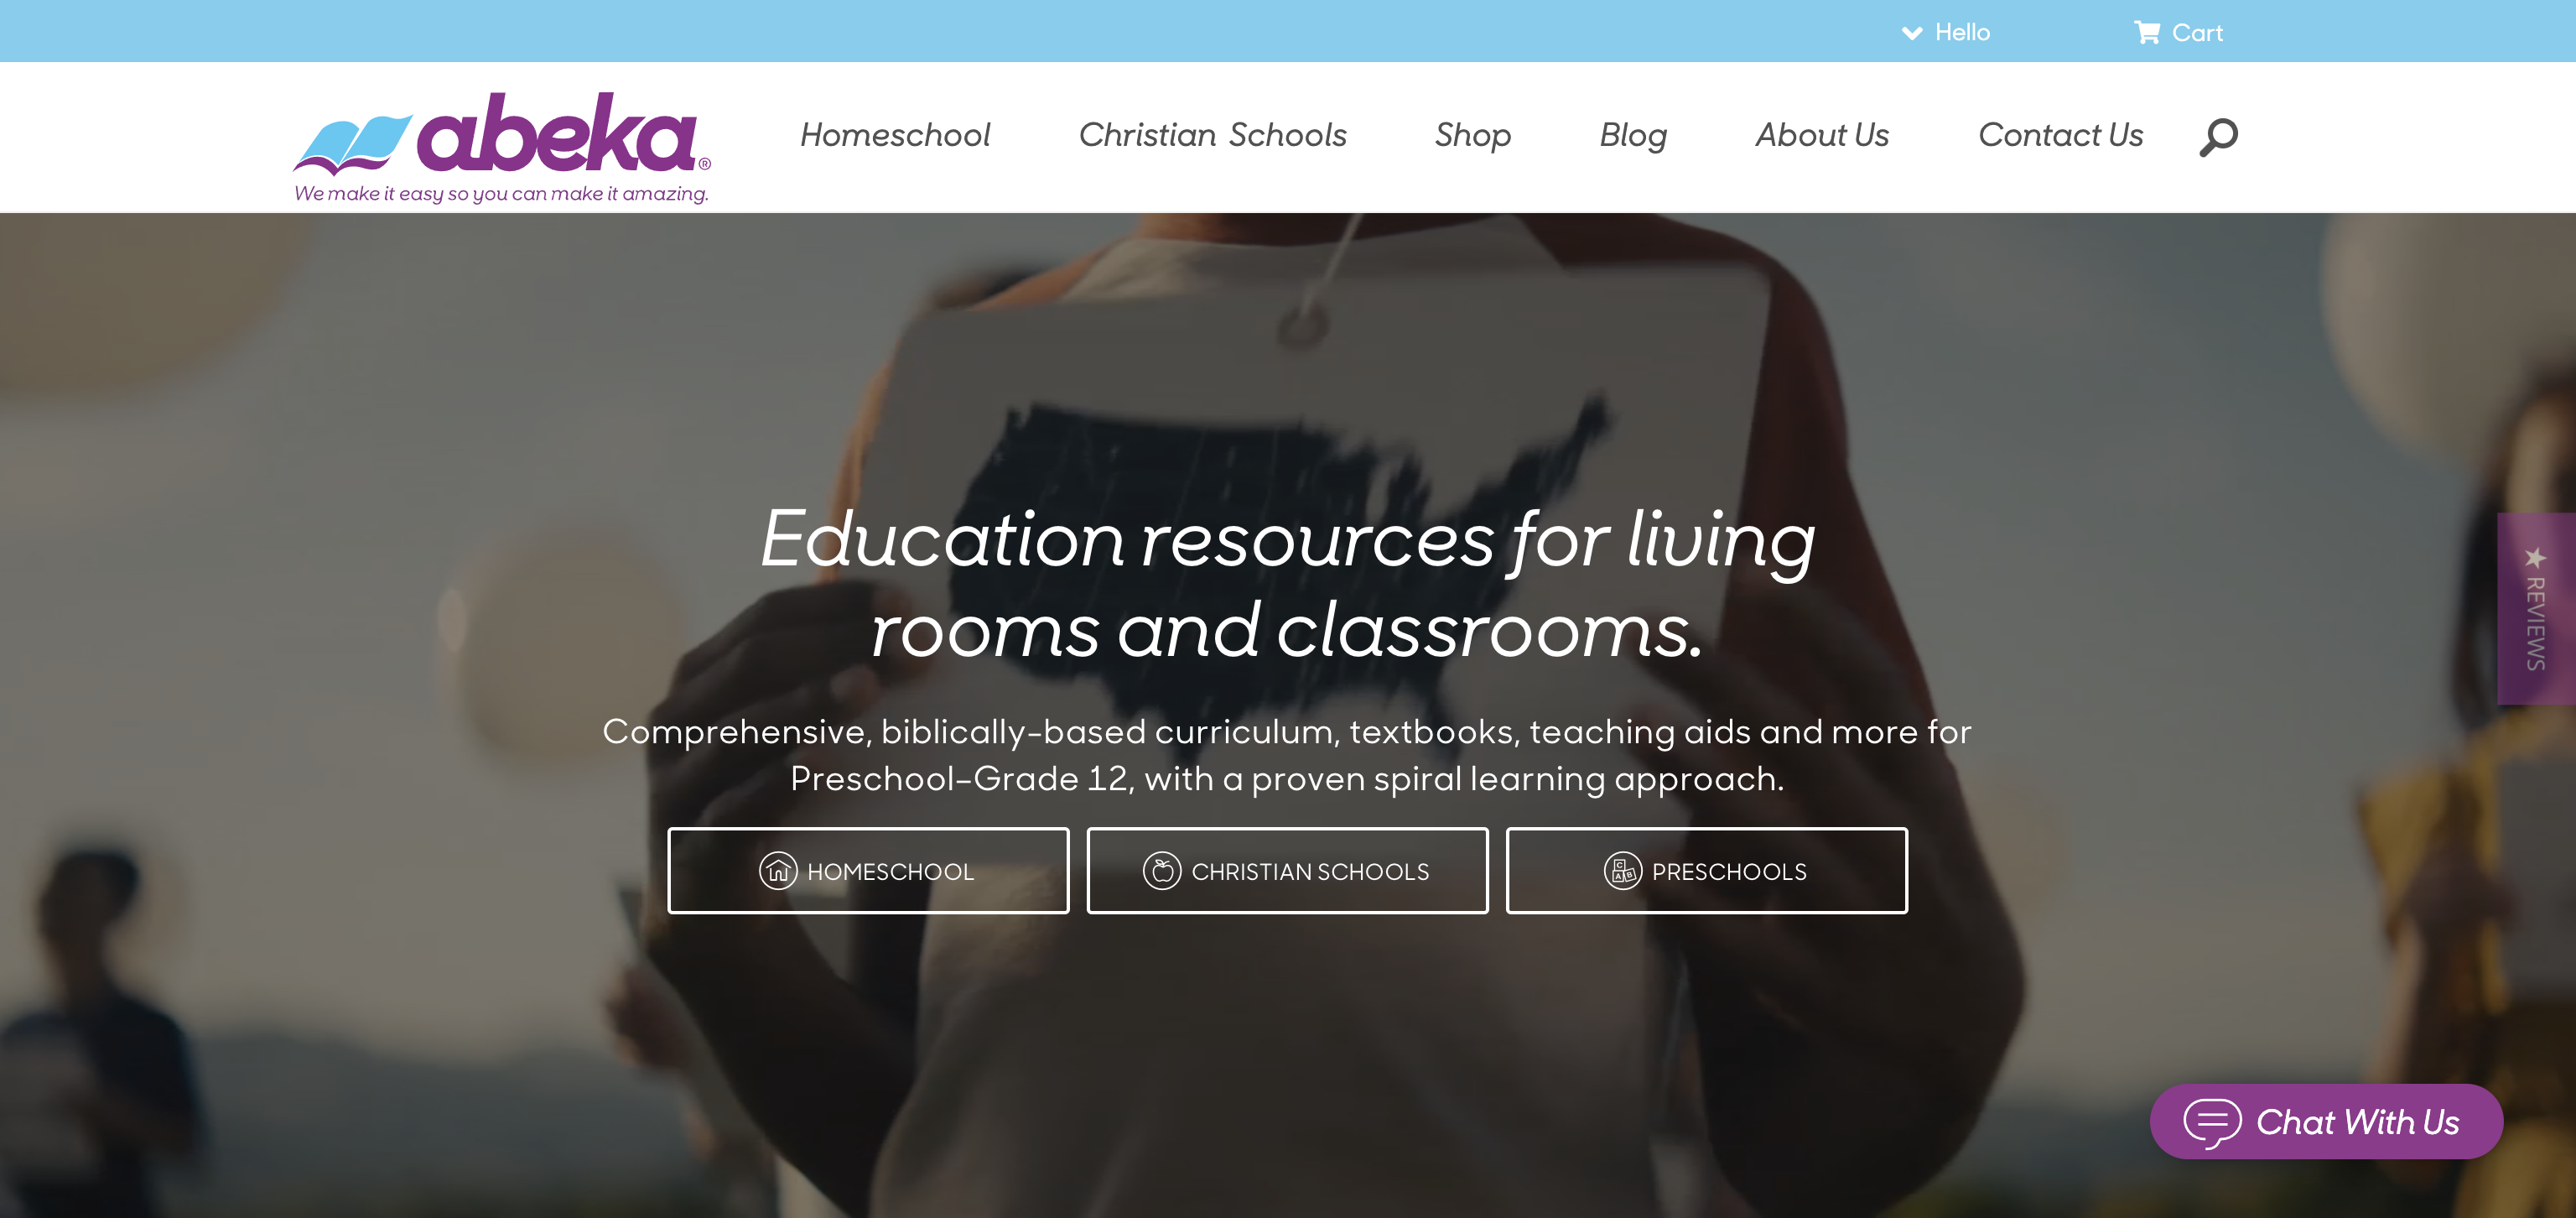 Hello
Cart
abeka®
We make it easy so you can make it amazing.
Homeschool
Christian Schools
Shop
Blog
About Us
Contact Us
Education resources for living
rooms and classrooms.
Comprehensive, biblically-based curriculum, textbooks, teaching aids and more for
Preschool–Grade 12, with a proven spiral learning approach.
HOMESCHOOL
CHRISTIAN SCHOOLS
C
A B
PRESCHOOLS
★ REVIEWS
Chat With Us